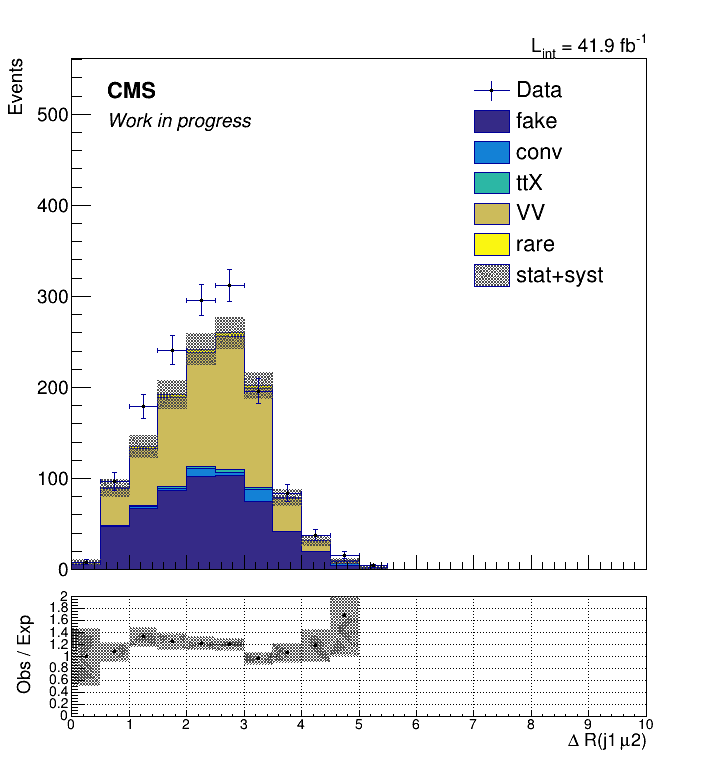 L_int = 41.9 fb^-1
Events
CMS
Work in progress
Data
fake
conv
ttX
VV
rare
stat+syst
500
400
300
200
100
0
Obs / Exp
2
1.8
1.6
1.4
1.2
1
0.8
0.6
0.4
0.2
0
0 1 2 3 4 5 6 7 8 9 10
Δ R(j1 μ2)